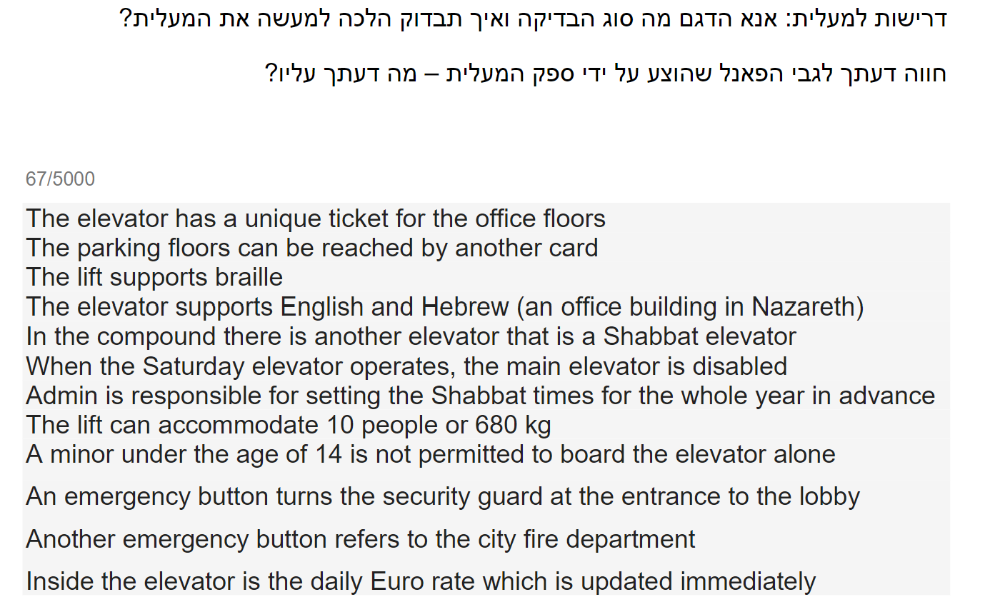 דרישות למעלית: אנא הדגם מה סוג הבדיקה ואיך תבדוק הלכה למעשה את המעלית?
חווה דעתך לגבי הפאנל שהוצע על ידי ספק המעלית – מה דעתך עליו?
67/5000
The elevator has a unique ticket for the office floors
The parking floors can be reached by another card
The lift supports braille
The elevator supports English and Hebrew (an office building in Nazareth)
In the compound there is another elevator that is a Shabbat elevator
When the Saturday elevator operates, the main elevator is disabled
Admin is responsible for setting the Shabbat times for the whole year in advance
The lift can accommodate 10 people or 680 kg
A minor under the age of 14 is not permitted to board the elevator alone
An emergency button turns the security guard at the entrance to the lobby
Another emergency button refers to the city fire department
Inside the elevator is the daily Euro rate which is updated immediately